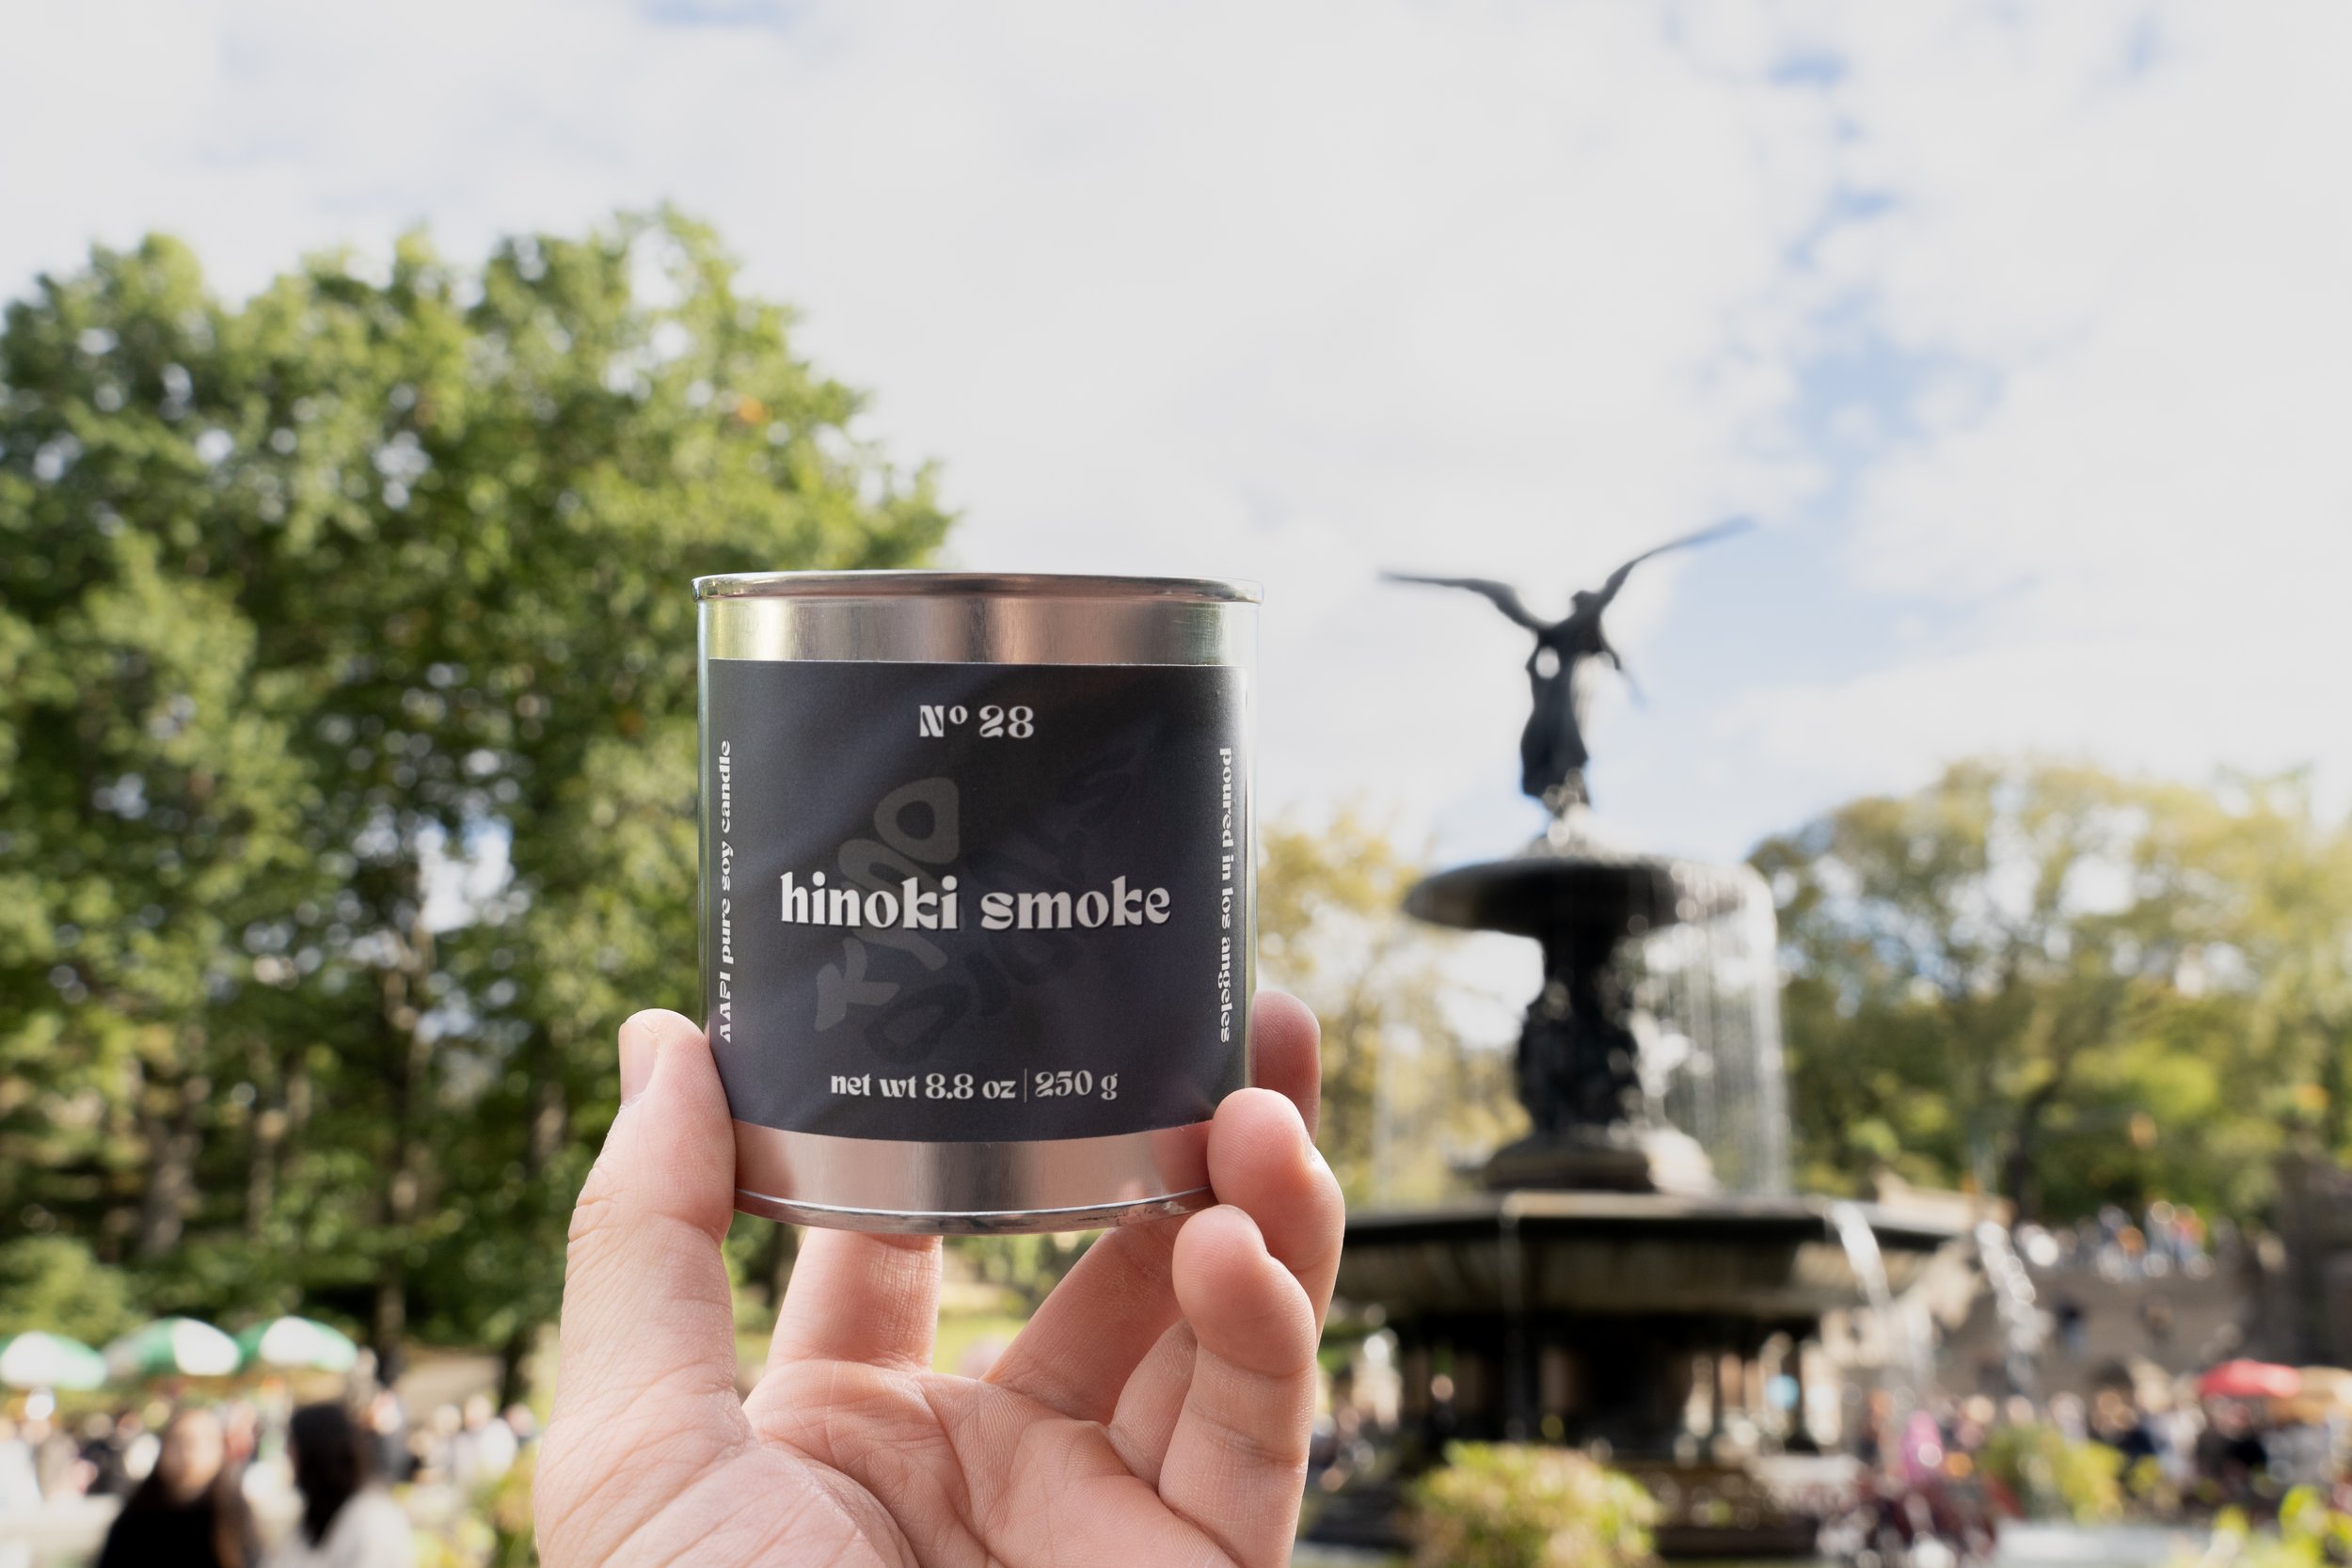 Nº 28
AAPI pure soy candle
hinoki smoke
poured in los angeles
net wt 8.8 oz | 250 g